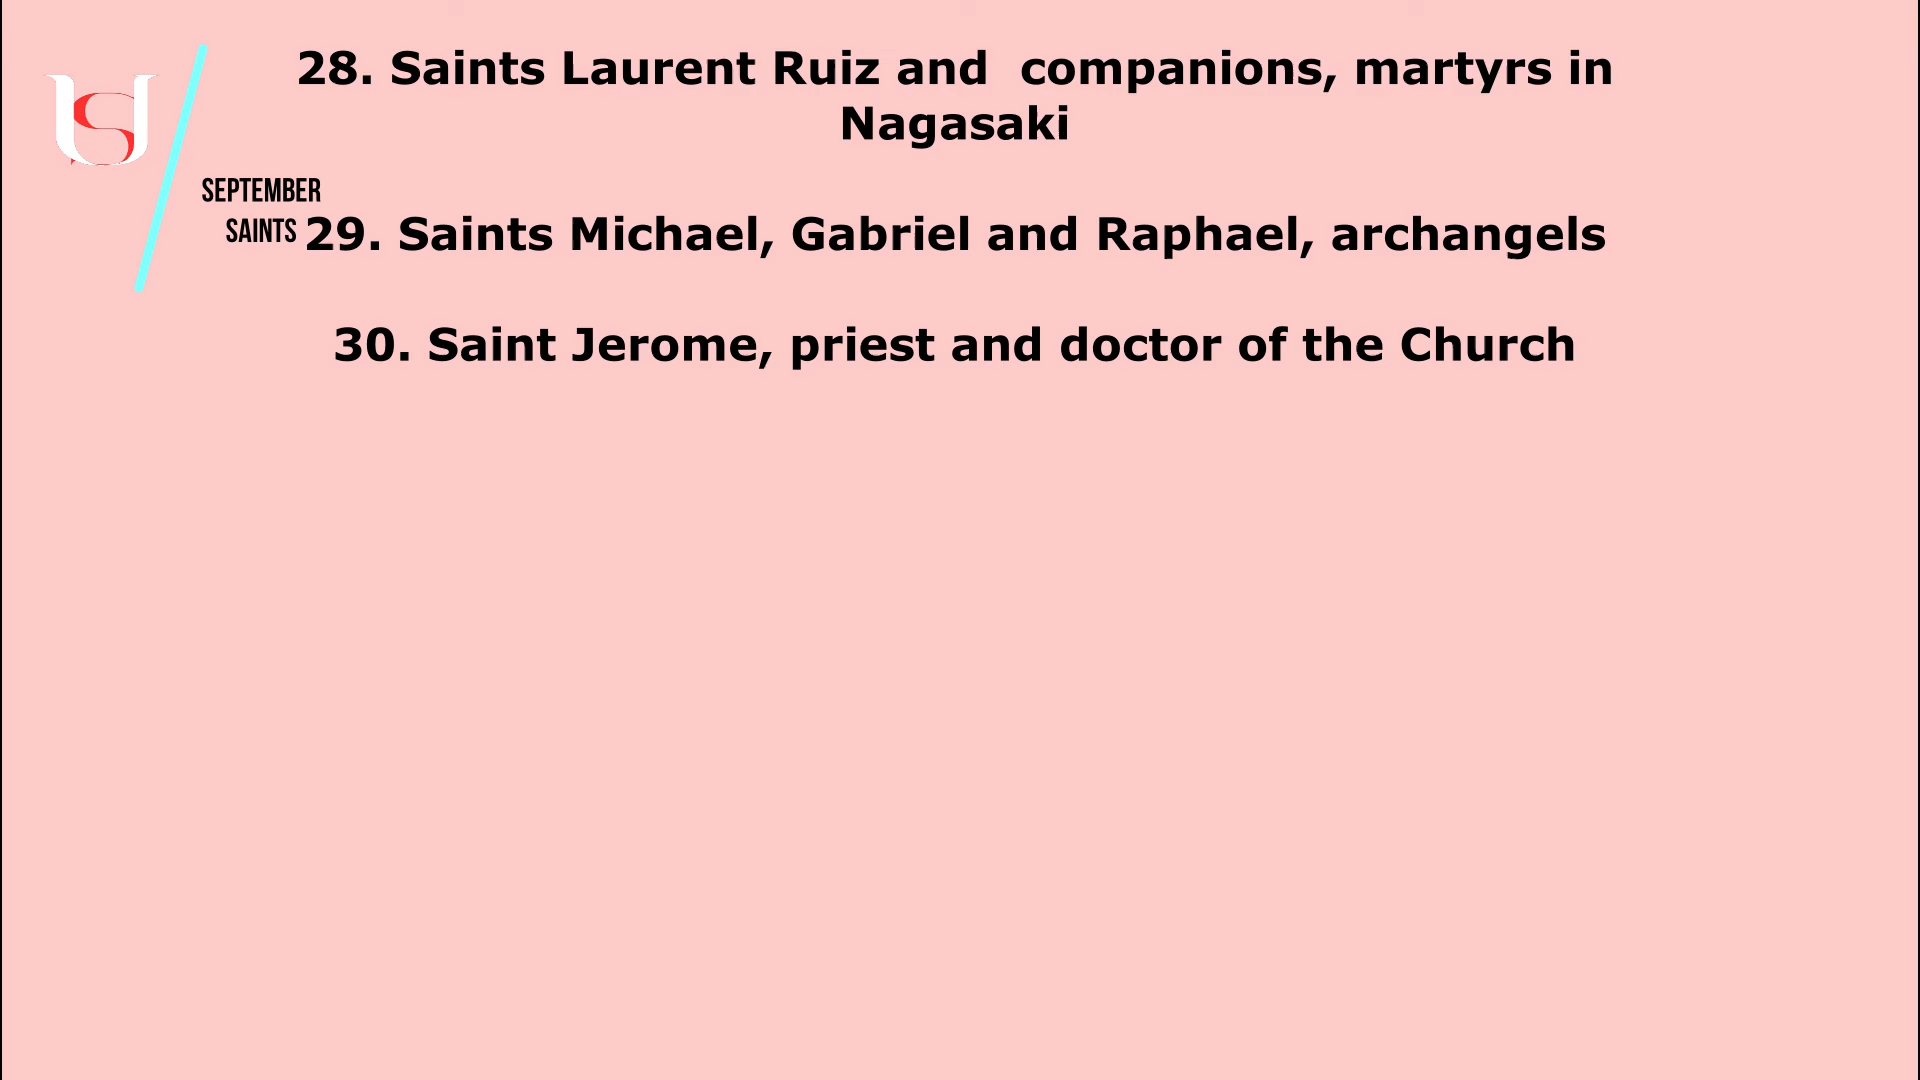 28. Saints Laurent Ruiz and  companions, martyrs in
Nagasaki
SEPTEMBER
SAINTS
29. Saints Michael, Gabriel and Raphael, archangels
30. Saint Jerome, priest and doctor of the Church